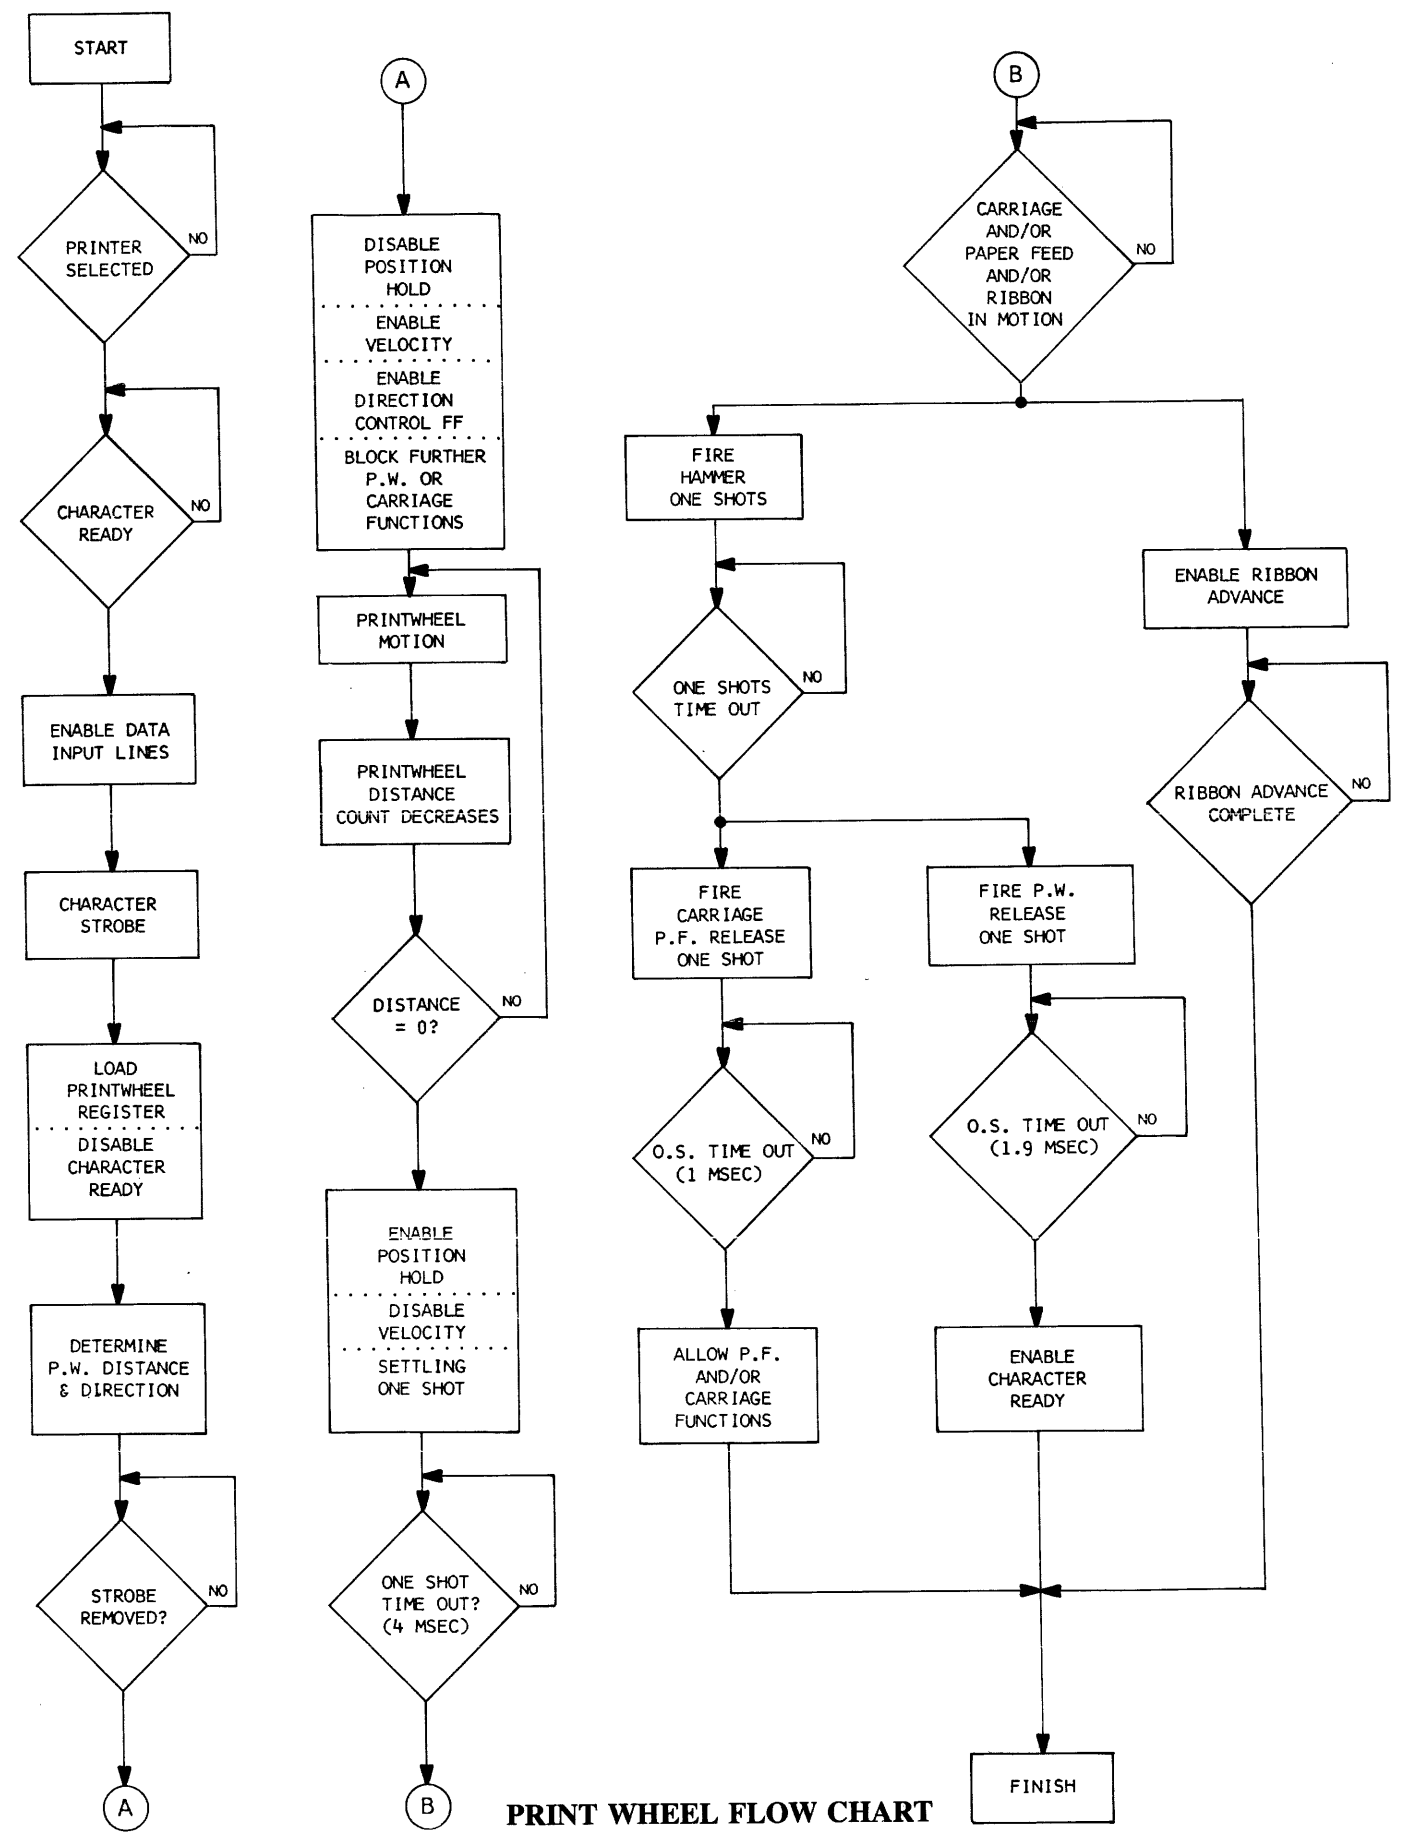 START
PRINTER
SELECTED
NO
CHARACTER
READY
NO
ENABLE DATA
INPUT LINES
CHARACTER
STROBE
LOAD
PRINTWHEEL
REGISTER
DISABLE
CHARACTER
READY
DETERMINE
P.W. DISTANCE
& DIRECTION
STROBE
REMOVED?
NO
A
A
DISABLE
POSITION
HOLD
ENABLE
VELOCITY
ENABLE
DIRECTION
CONTROL FF
BLOCK FURTHER
P.W. OR
CARRIAGE
FUNCTIONS
PRINTWHEEL
MOTION
PRINTWHEEL
DISTANCE
COUNT DECREASES
DISTANCE
= 0?
NO
ENABLE
POSITION
HOLD
DISABLE
VELOCITY
SETTLING
ONE SHOT
ONE SHOT
TIME OUT?
(4 MSEC)
NO
B
B
CARRIAGE
AND/OR
PAPER FEED
AND/OR
RIBBON
IN MOTION
NO
FIRE
HAMMER
ONE SHOTS
ONE SHOTS
TIME OUT
NO
FIRE
CARRIAGE
P.F. RELEASE
ONE SHOT
O.S. TIME OUT
(1 MSEC)
NO
ALLOW P.F.
AND/OR
CARRIAGE
FUNCTIONS
FIRE P.W.
RELEASE
ONE SHOT
O.S. TIME OUT
(1.9 MSEC)
NO
ENABLE
CHARACTER
READY
ENABLE RIBBON
ADVANCE
RIBBON ADVANCE
COMPLETE
NO
FINISH
PRINT WHEEL FLOW CHART